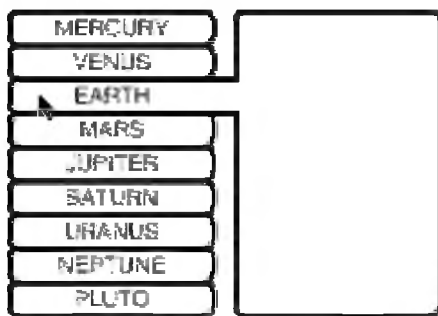 MERCURY
VENUS
EARTH
MARS
JUPITER
SATURN
URANUS
NEPTUNE
PLUTO